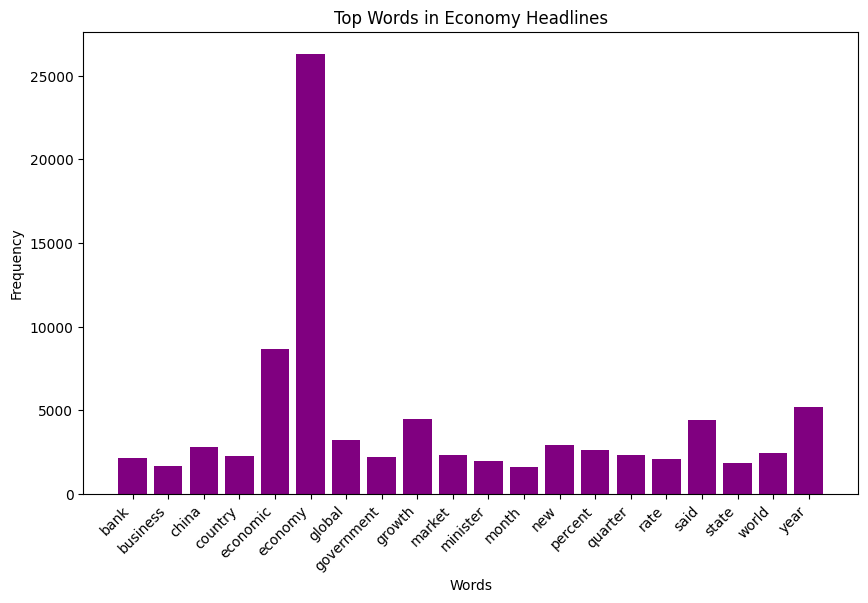 Top Words in Economy Headlines
Frequency
25000
20000
15000
10000
5000
0
bank
business
china
country
economic
economy
global
government
growth
market
minister
month
new
percent
quarter
rate
said
state
world
year
Words